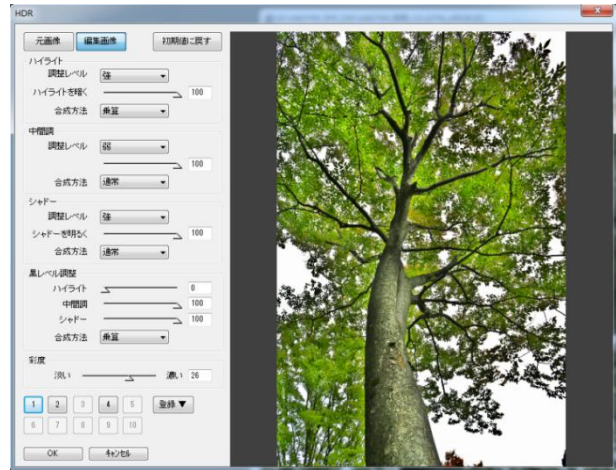 HDR
元画像 編集画像 初期値に戻す
ハイライト
調整レベル 強
ハイライトを暗く 100
合成方法 乗算
中間調
調整レベル 弱
100
合成方法 通常
シャドー
調整レベル 強
シャドーを明るく 100
合成方法 通常
黒レベル調整
ハイライト 0
中間調 100
シャドー 100
合成方法 乗算
彩度
淡い 濃い 26
1 2 3 4 5 登録▼
6 7 8 9 10
OK キャンセル